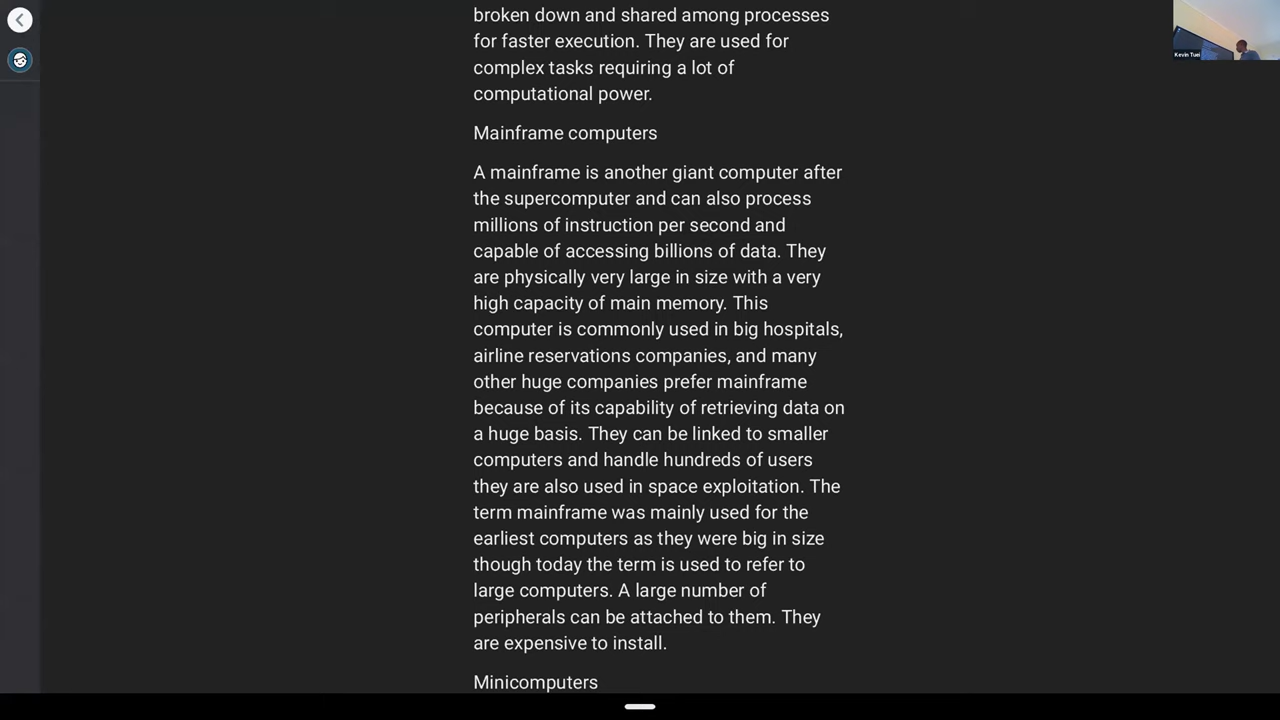 broken down and shared among processes
for faster execution. They are used for
complex tasks requiring a lot of
computational power.
Mainframe computers
A mainframe is another giant computer after
the supercomputer and can also process
millions of instruction per second and
capable of accessing billions of data. They
are physically very large in size with a very
high capacity of main memory. This
computer is commonly used in big hospitals,
airline reservations companies, and many
other huge companies prefer mainframe
because of its capability of retrieving data on
a huge basis. They can be linked to smaller
computers and handle hundreds of users
they are also used in space exploitation. The
term mainframe was mainly used for the
earliest computers as they were big in size
though today the term is used to refer to
large computers. A large number of
peripherals can be attached to them. They
are expensive to install.
Minicomputers
Kevin Tuei